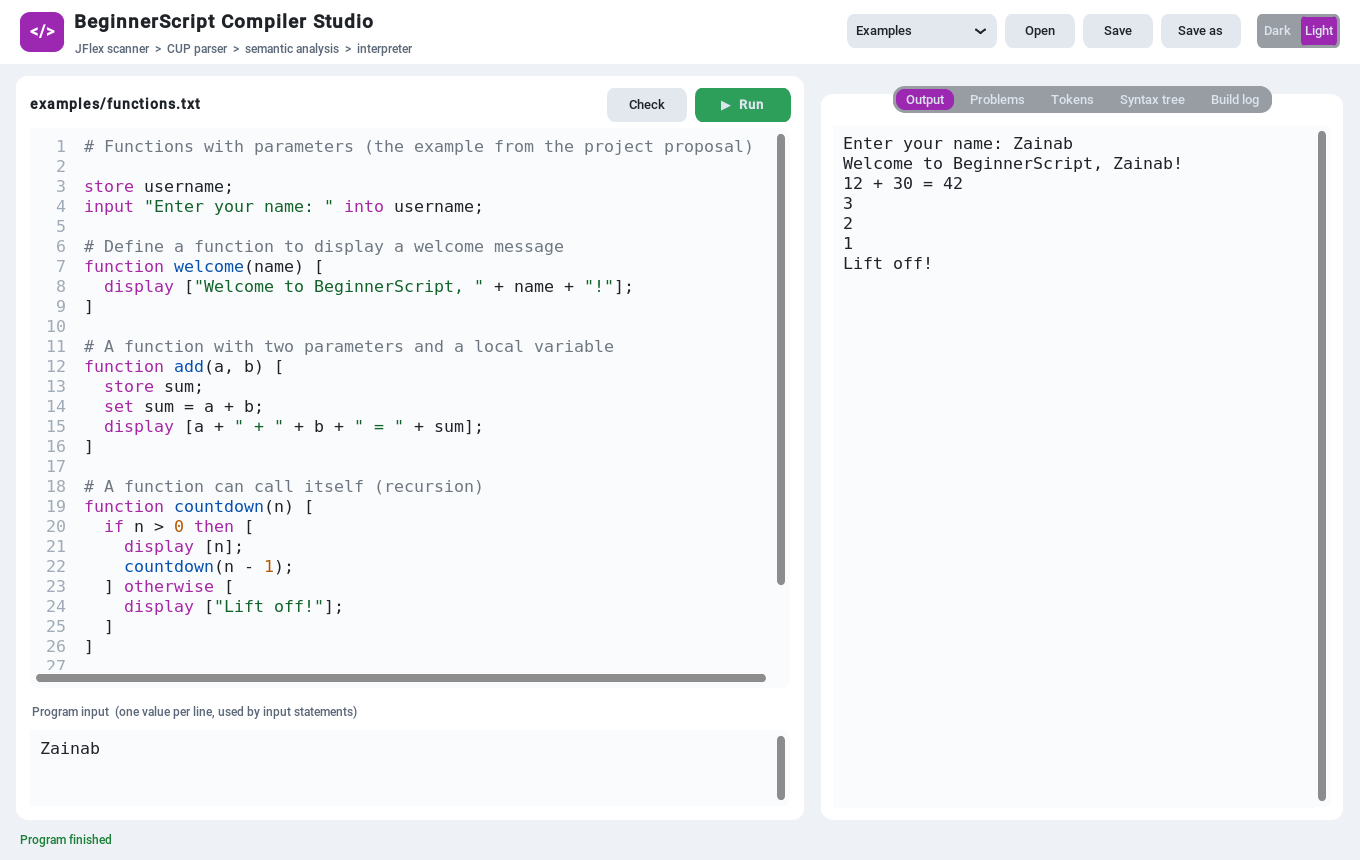 </>
BeginnerScript Compiler Studio
JFlex scanner > CUP parser > semantic analysis > interpreter
Examples
Open
Save
Save as
Dark
Light
examples/functions.txt
Check
▶ Run
1 # Functions with parameters (the example from the project proposal)
2
3 store username;
4 input "Enter your name: " into username;
5
6 # Define a function to display a welcome message
7 function welcome(name) [
8   display ["Welcome to BeginnerScript, " + name + "!"];
9 ]
10
11 # A function with two parameters and a local variable
12 function add(a, b) [
13   store sum;
14   set sum = a + b;
15   display [a + " + " + b + " = " + sum];
16 ]
17
18 # A function can call itself (recursion)
19 function countdown(n) [
20   if n > 0 then [
21     display [n];
22     countdown(n - 1);
23   ] otherwise [
24     display ["Lift off!"];
25   ]
26 ]
27
Program input (one value per line, used by input statements)
Zainab
Program finished
Output
Problems
Tokens
Syntax tree
Build log
Enter your name: Zainab
Welcome to BeginnerScript, Zainab!
12 + 30 = 42
3
2
1
Lift off!